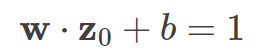 𝐰 · 𝐳₀ + b = 1